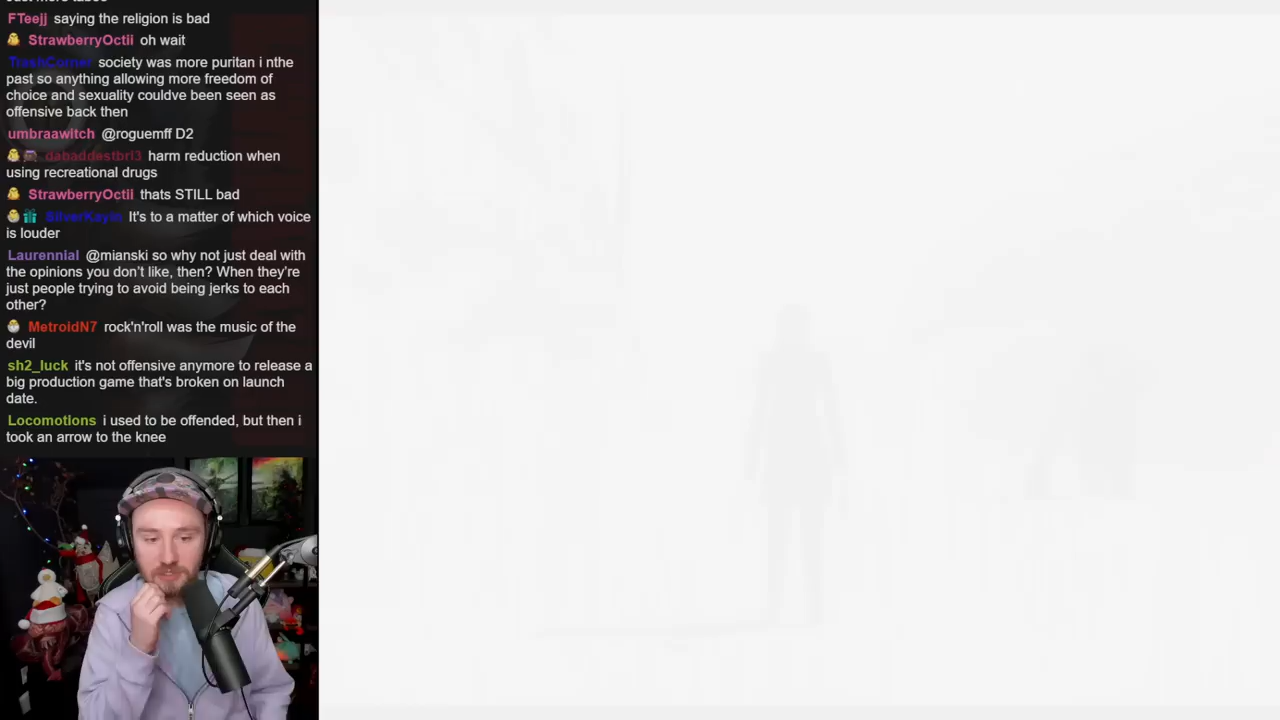 FTeejj saying the religion is bad
StrawberryOctii oh wait
TrashCorner society was more puritan i nthe
past so anything allowing more freedom of
choice and sexuality couldve been seen as
offensive back then
umbraawitch @roguemff D2
dabaddestbrl3 harm reduction when
using recreational drugs
StrawberryOctii thats STILL bad
It's to a matter of which voice
is louder
Laurennial @mianski so why not just deal with
the opinions you don't like, then? When they're
just people trying to avoid being jerks to each
other?
MetroidN7 rock'n'roll was the music of the
devil
sh2_luck it's not offensive anymore to release a
big production game that's broken on launch
date.
Locomotions i used to be offended, but then i
took an arrow to the knee